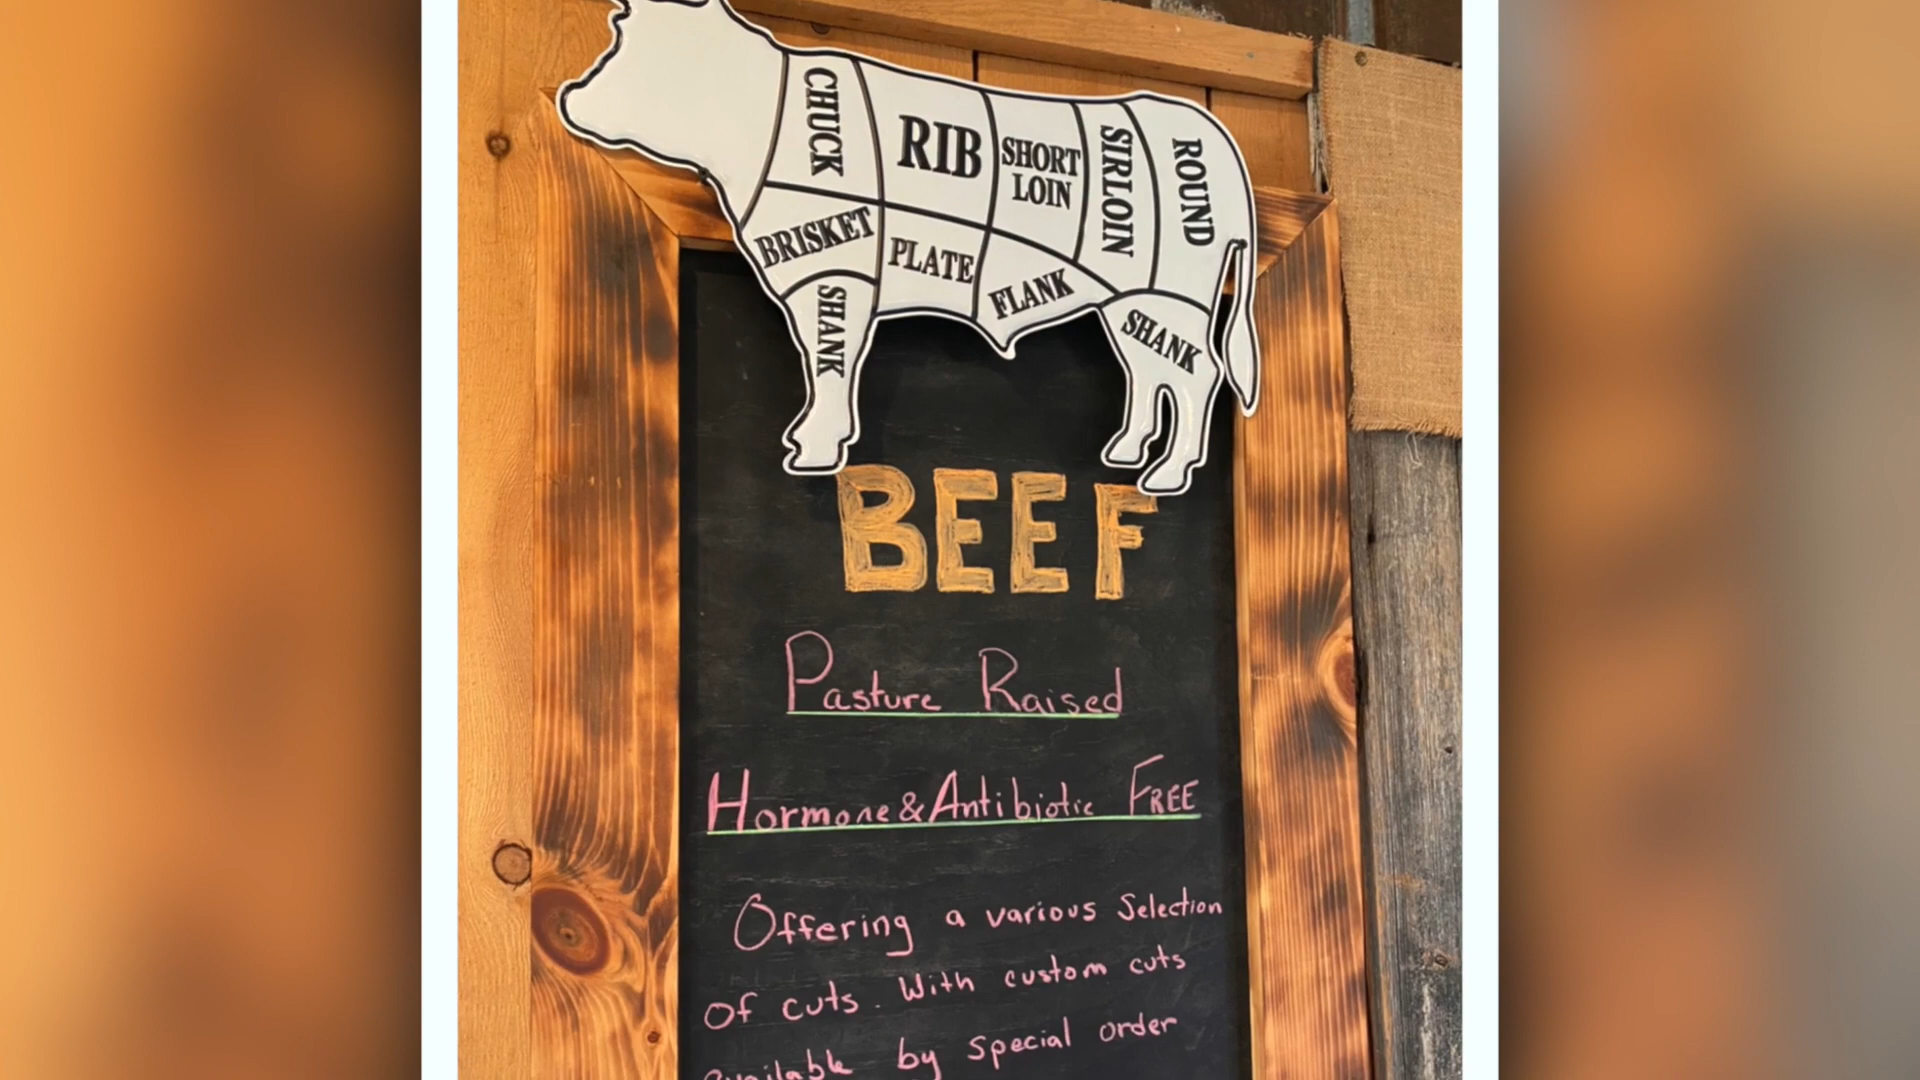 CHUCK
RIB
SHORT
LOIN
SIRLOIN
ROUND
BRISKET
PLATE
FLANK
SHANK
SHANK
BEEF
Pasture Raised
Hormone & Antibiotic FREE
Offering a various Selection
Of cuts. With custom cuts
available by special order